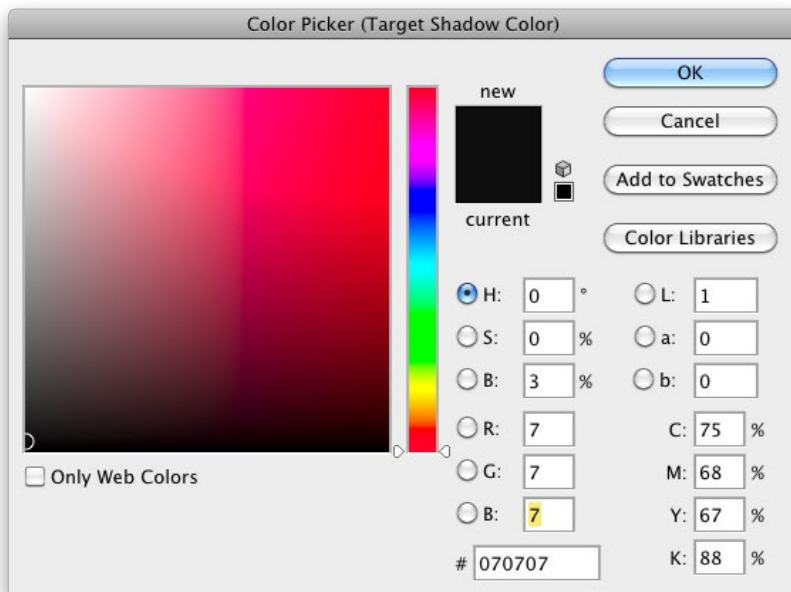 Color Picker (Target Shadow Color)
new
current
OK
Cancel
Add to Swatches
Color Libraries
H: 0 °
L: 1
S: 0 %
a: 0
B: 3 %
b: 0
R: 7
C: 75 %
G: 7
M: 68 %
B: 7
Y: 67 %
# 070707
K: 88 %
Only Web Colors